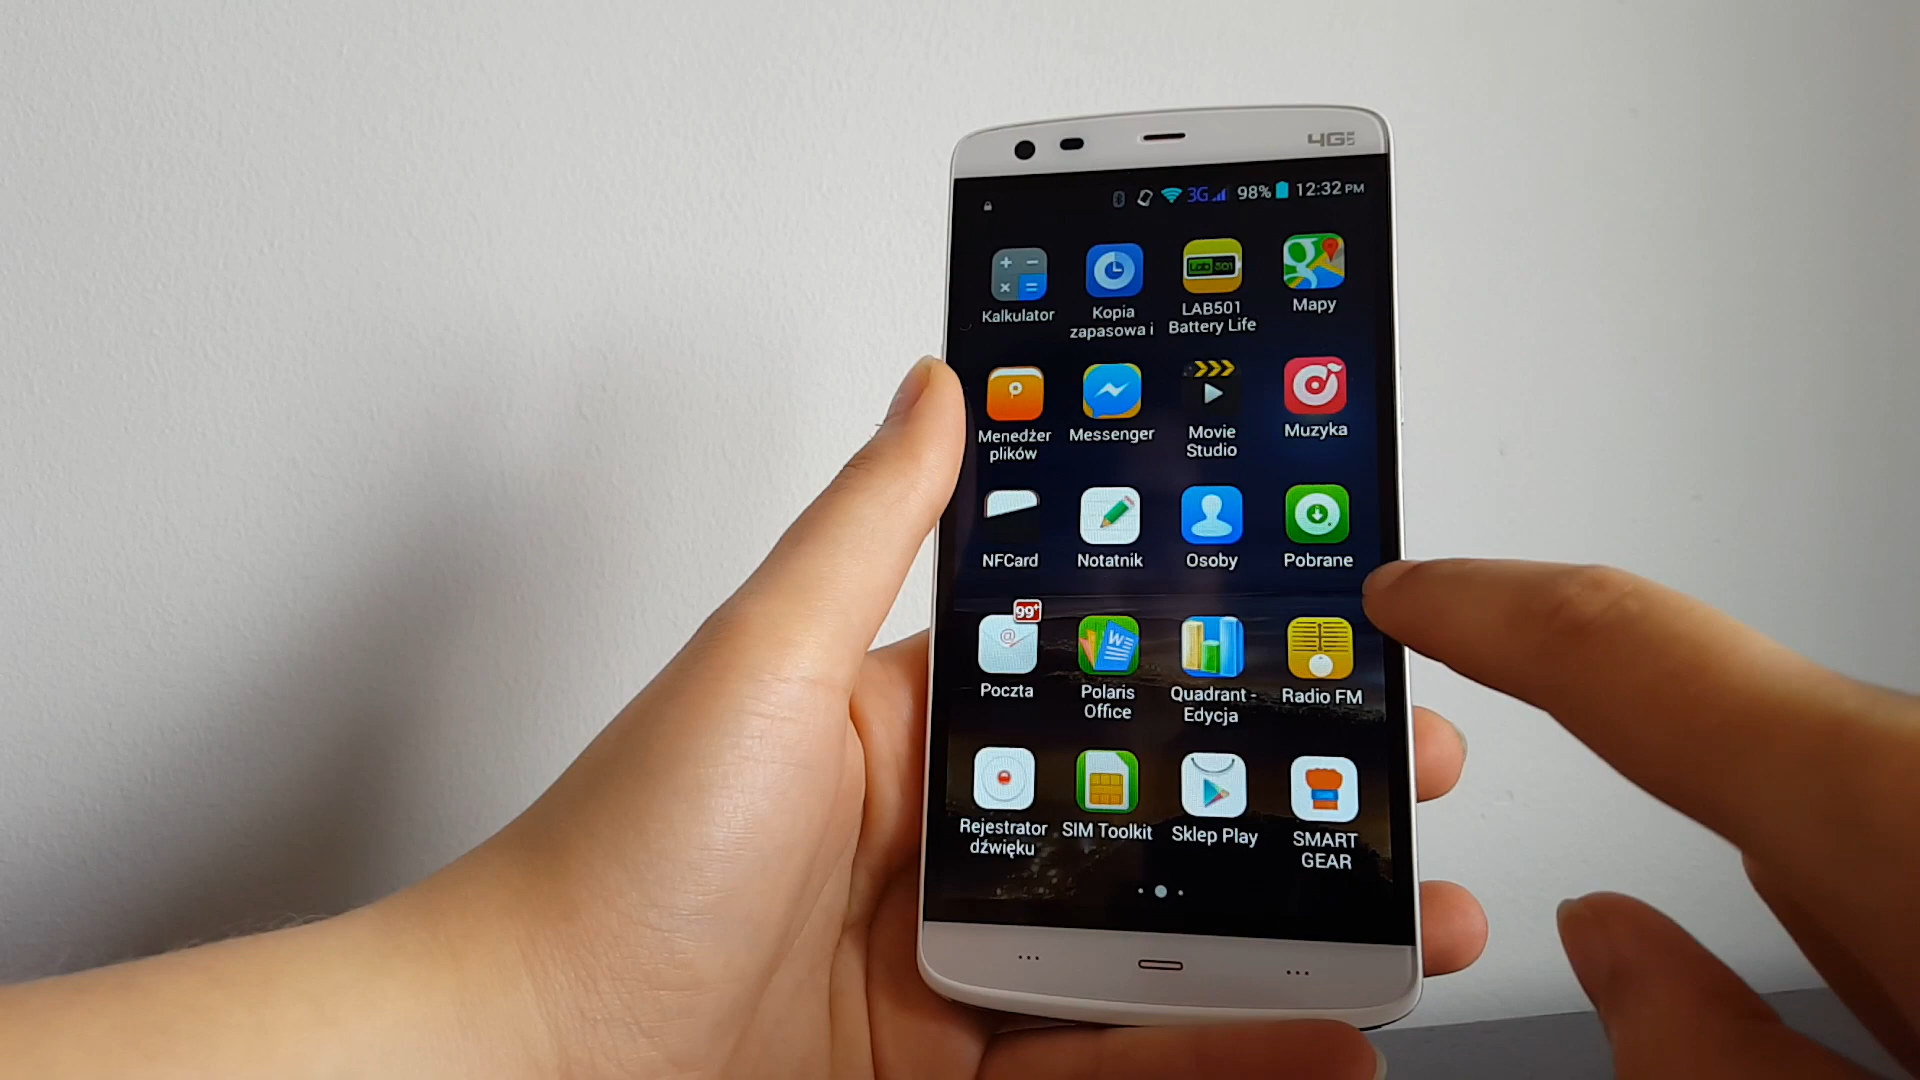 4G LTE
3G 98% 12:32 PM
Kalkulator
Kopia
zapasowa i
LAB501
Battery Life
Mapy
Menedżer
plików
Messenger
Movie
Studio
Muzyka
NFCard
Notatnik
Osoby
Pobrane
99+
Poczta
Polaris
Office
Quadrant -
Edycja
Radio FM
Rejestrator
dźwięku
SIM Toolkit
Sklep Play
SMART
GEAR